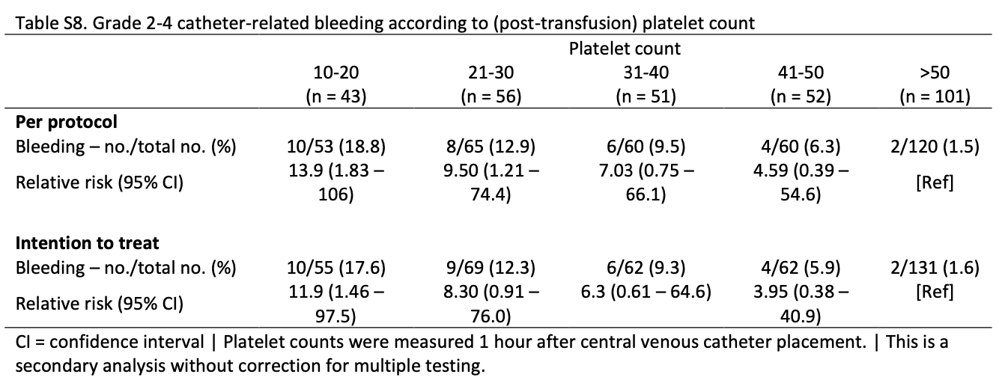 Table S8. Grade 2-4 catheter-related bleeding according to (post-transfusion) platelet count
Platelet count
10-20 21-30 31-40 41-50 >50
(n = 43) (n = 56) (n = 51) (n = 52) (n = 101)
Per protocol
Bleeding – no./total no. (%) 10/53 (18.8) 8/65 (12.9) 6/60 (9.5) 4/60 (6.3) 2/120 (1.5)
Relative risk (95% CI) 13.9 (1.83 – 106) 9.50 (1.21 – 74.4) 7.03 (0.75 – 66.1) 4.59 (0.39 – 54.6) [Ref]
Intention to treat
Bleeding – no./total no. (%) 10/55 (17.6) 9/69 (12.3) 6/62 (9.3) 4/62 (5.9) 2/131 (1.6)
Relative risk (95% CI) 11.9 (1.46 – 97.5) 8.30 (0.91 – 76.0) 6.3 (0.61 – 64.6) 3.95 (0.38 – 40.9) [Ref]
CI = confidence interval | Platelet counts were measured 1 hour after central venous catheter placement. | This is a
secondary analysis without correction for multiple testing.